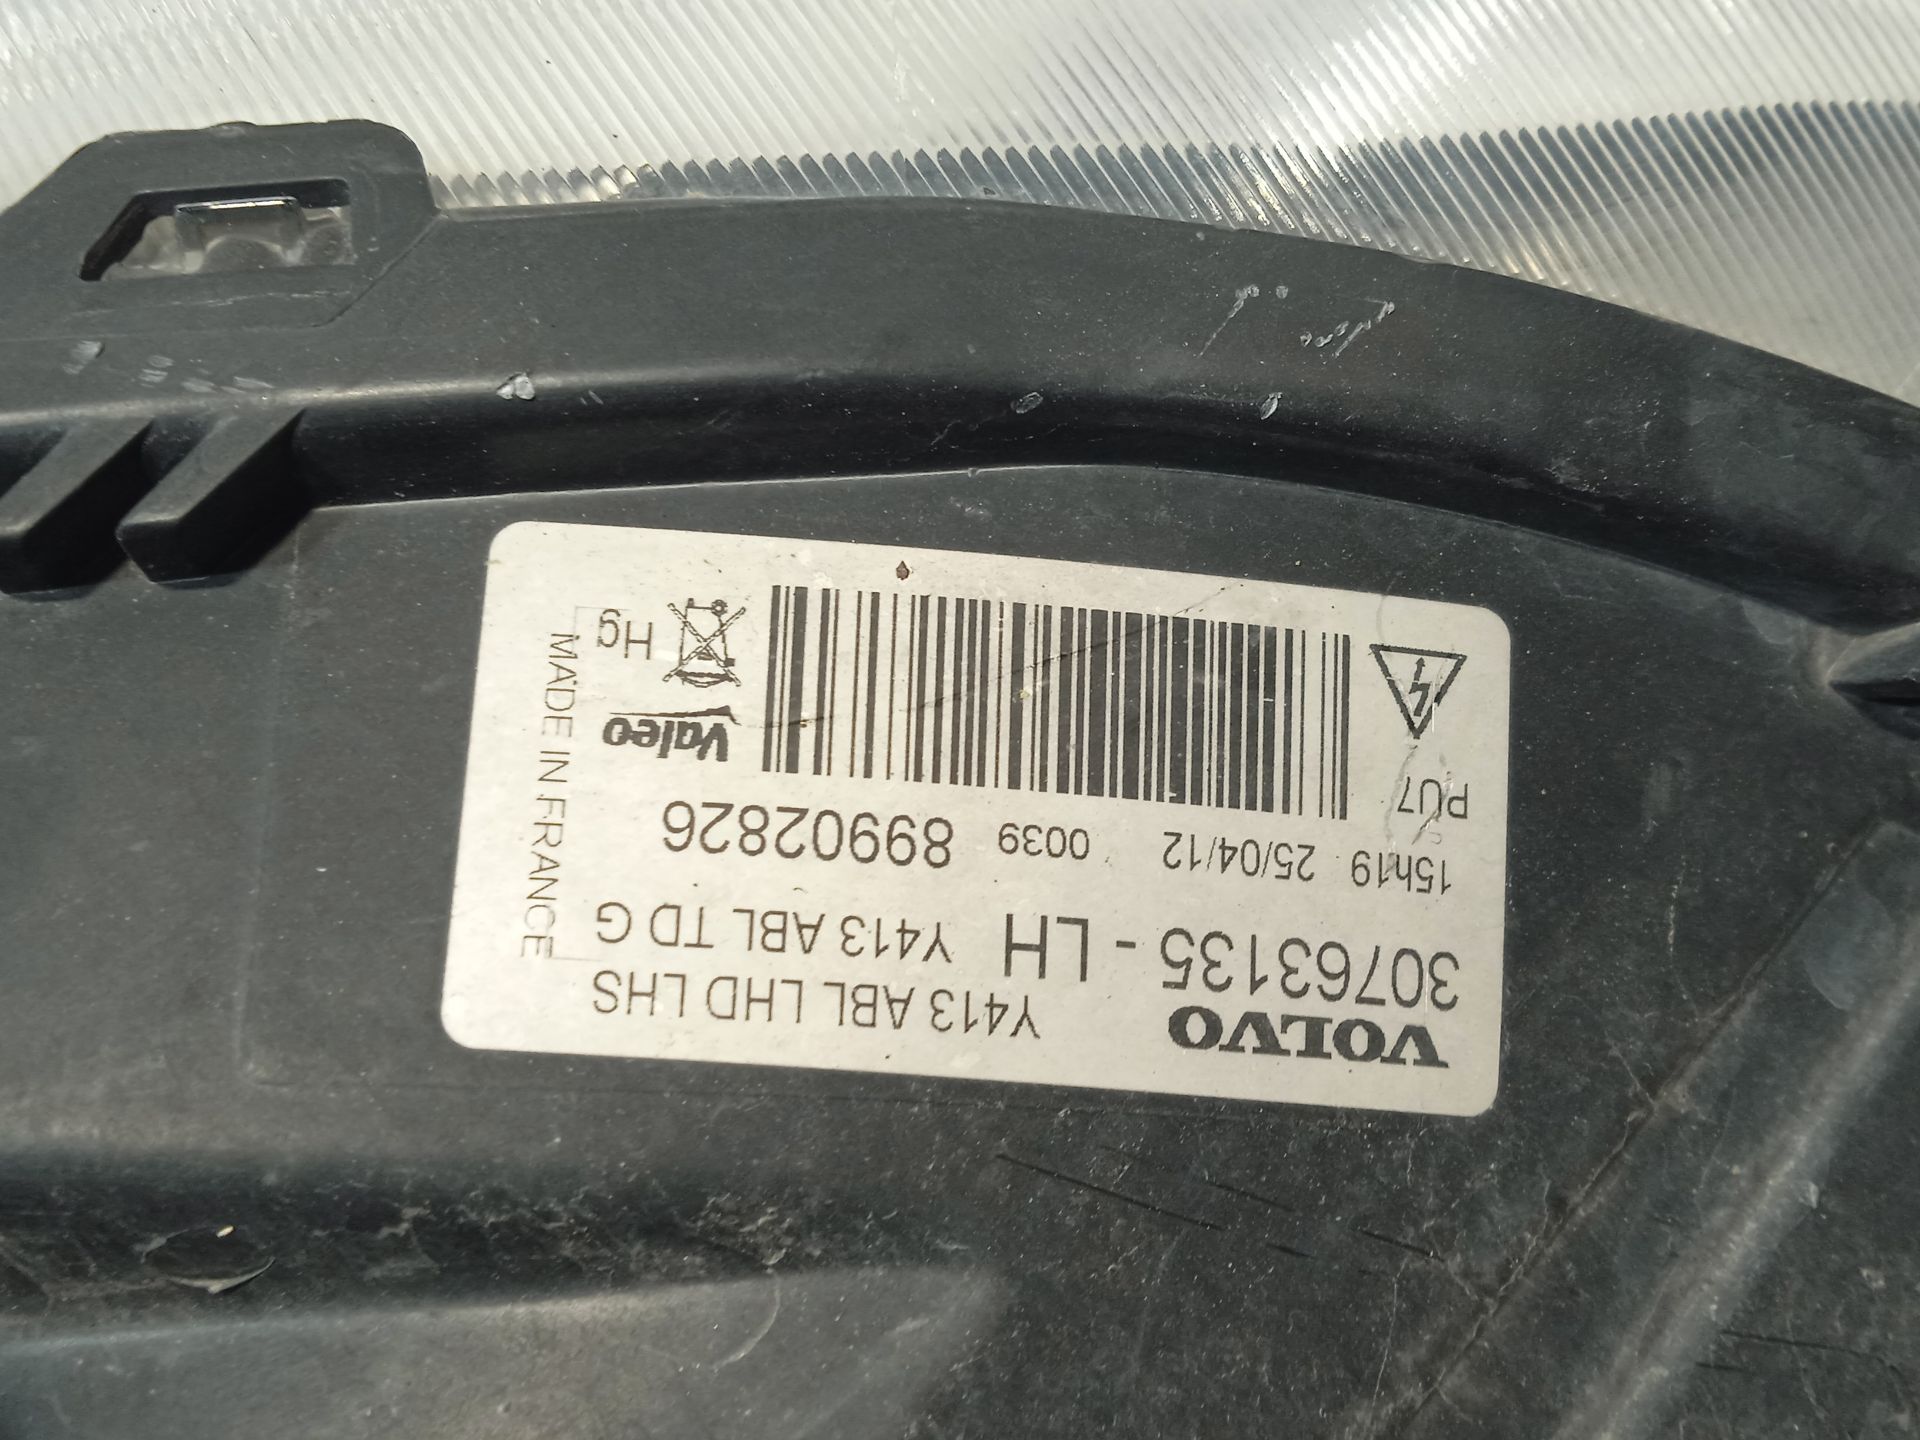 VOLVO Y413 ABL LHD LHS
30763135 - LH Y413 ABL TD G
15h19 25/04/12 0039 89902826
PU7
Valeo
Hg
MADE IN FRANCE